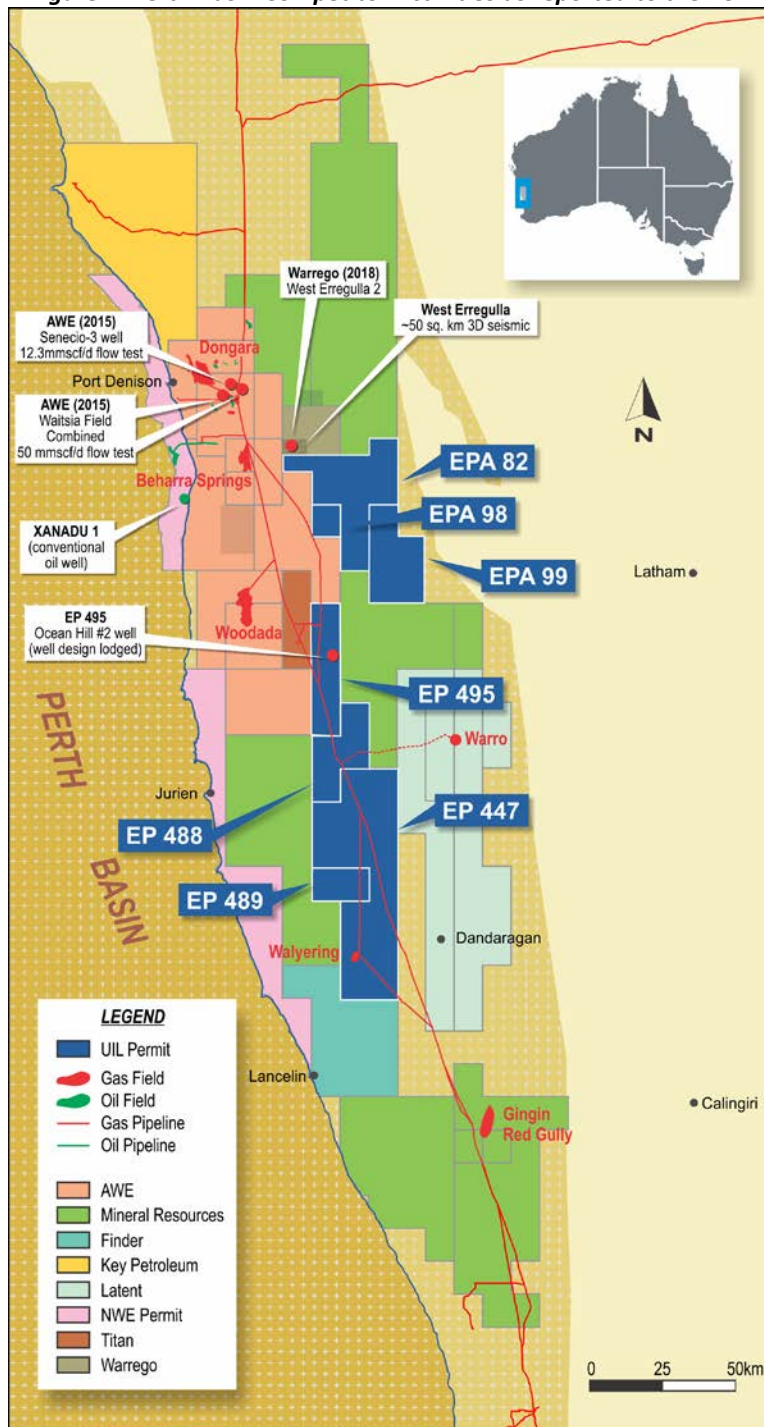 Warrego (2018)
West Erregulla 2
West Erregulla
~50 sq. km 3D seismic
AWE (2015)
Senecio-3 well
12.3mmscf/d flow test
Dongara
Port Denison
AWE (2015)
Waitsia Field
Combined
50 mmscf/d flow test
N
EPA 82
Beharra Springs
EPA 98
XANADU 1
(conventional
oil well)
EPA 99
Latham
EP 495
Ocean Hill #2 well
(well design lodged)
Woodada
EP 495
PERTH
BASIN
Warro
Jurien
EP 488
EP 447
EP 489
Dandaragan
Walyering
LEGEND
UIL Permit
Gas Field
Oil Field
Gas Pipeline
Oil Pipeline
AWE
Mineral Resources
Finder
Key Petroleum
Latent
NWE Permit
Titan
Warrego
Lancelin
Calingiri
Gingin
Red Gully
0 25 50km